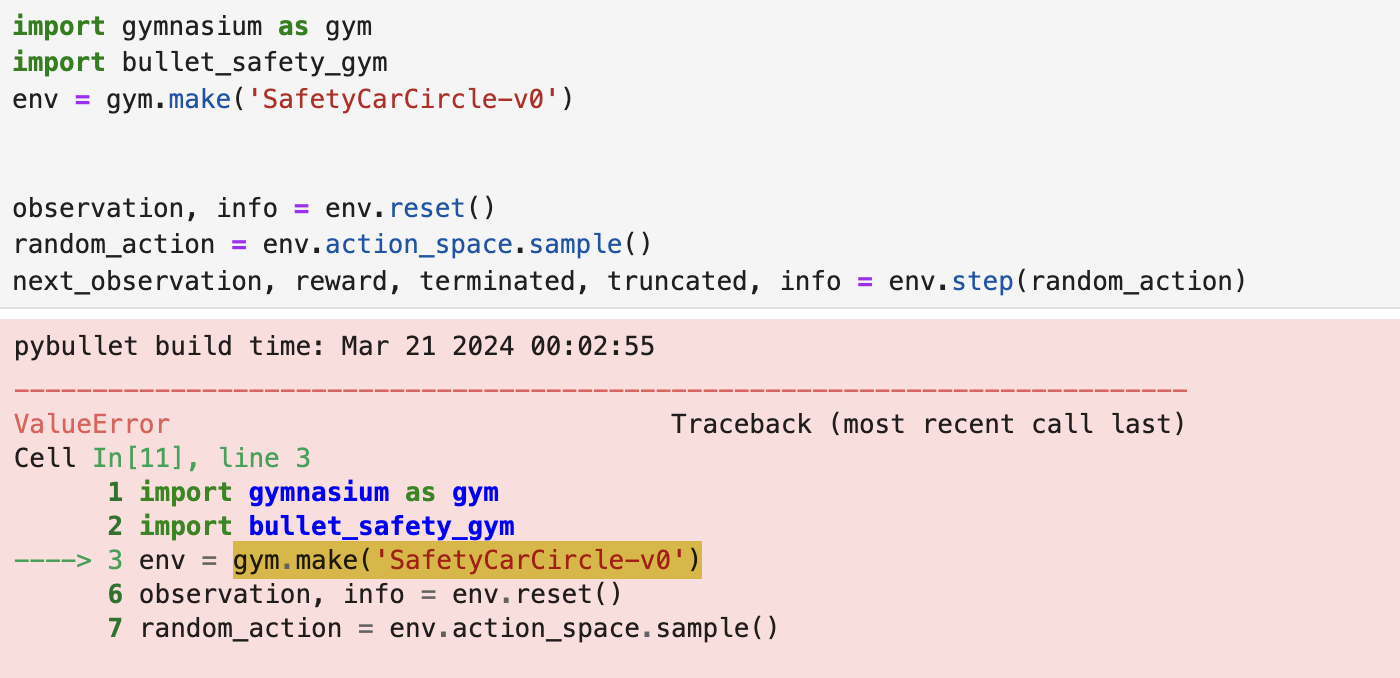 import gymnasium as gym
import bullet_safety_gym
env = gym.make('SafetyCarCircle-v0')
observation, info = env.reset()
random_action = env.action_space.sample()
next_observation, reward, terminated, truncated, info = env.step(random_action)
pybullet build time: Mar 21 2024 00:02:55
---------------------------------------------------------------------------
ValueError                                Traceback (most recent call last)
Cell In[11], line 3
      1 import gymnasium as gym
      2 import bullet_safety_gym
----> 3 env = gym.make('SafetyCarCircle-v0')
      6 observation, info = env.reset()
      7 random_action = env.action_space.sample()